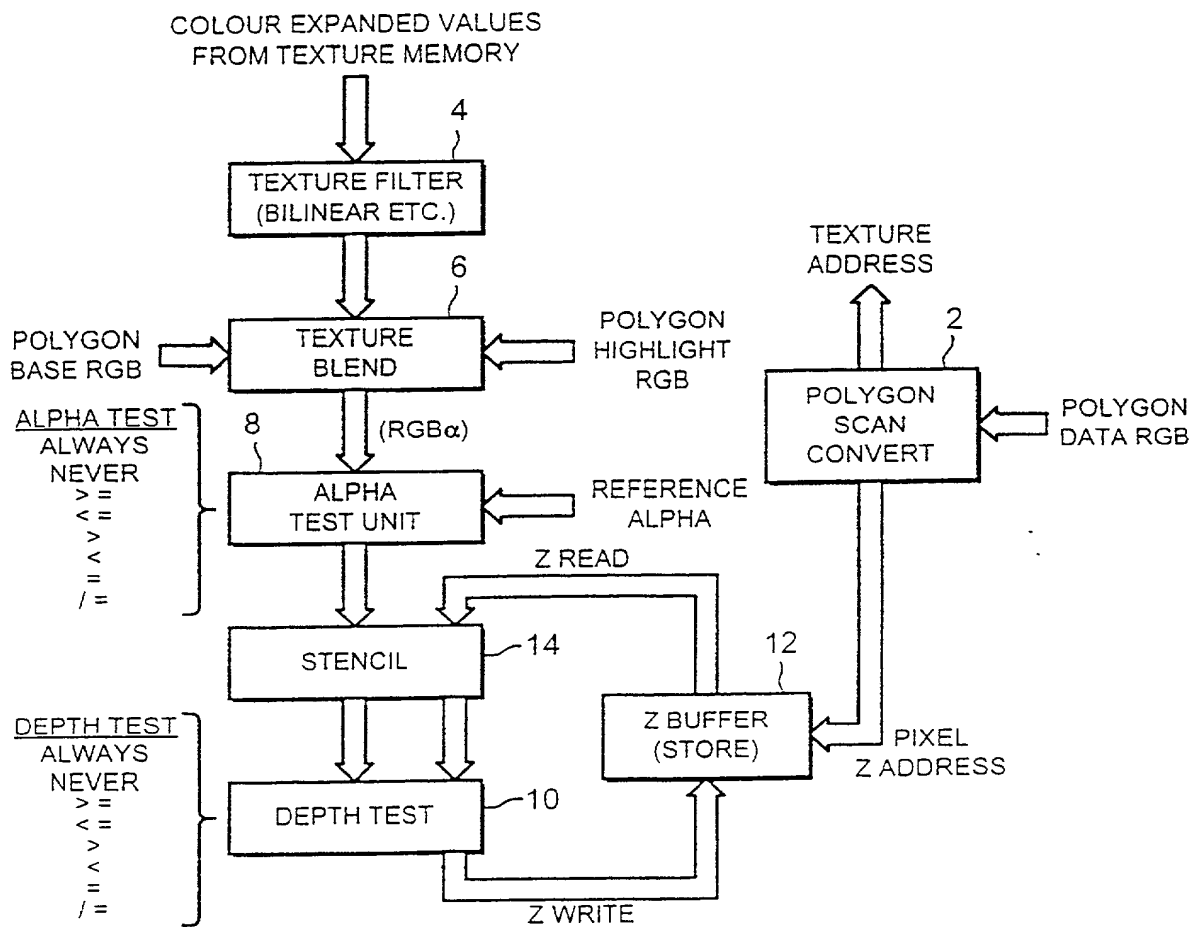 COLOUR EXPANDED VALUES
FROM TEXTURE MEMORY
4
TEXTURE FILTER
(BILINEAR ETC.)
6
POLYGON
BASE RGB
TEXTURE
BLEND
POLYGON
HIGHLIGHT
RGB
TEXTURE
ADDRESS
2
POLYGON
SCAN
CONVERT
POLYGON
DATA RGB
(RGBα)
ALPHA TEST
ALWAYS
NEVER
> =
< =
>
<
=
/ =
8
ALPHA
TEST UNIT
REFERENCE
ALPHA
Z READ
STENCIL
14
12
Z BUFFER
(STORE)
PIXEL
Z ADDRESS
DEPTH TEST
ALWAYS
NEVER
> =
< =
>
<
=
/ =
DEPTH TEST
10
Z WRITE